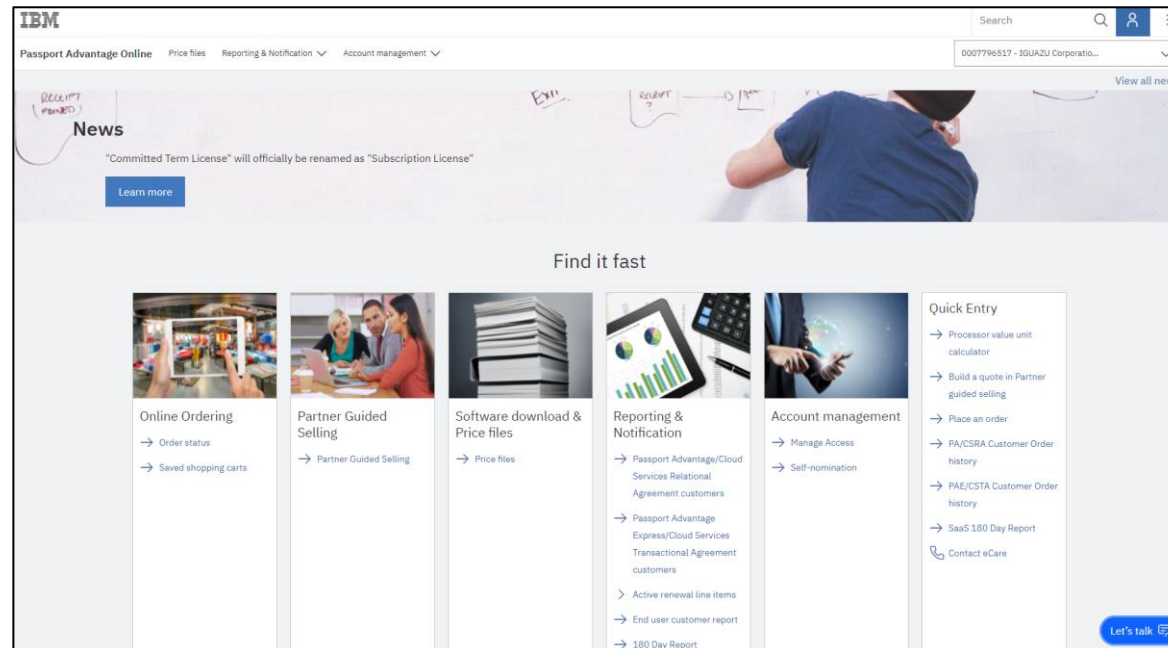 IBM
Search
Passport Advantage Online Price files Reporting & Notification Account management
0007796517 - IGUAZU Corporatio...
View all
RECEIPT
(PRINTED)
EXIT
RECEIPT
?
News
"Committed Term License" will officially be renamed as "Subscription License"
Learn more
Find it fast
Online Ordering
Order status
Saved shopping carts
Partner Guided
Selling
Partner Guided Selling
Software download &
Price files
Price files
Reporting &
Notification
Passport Advantage/Cloud
Services Relational
Agreement customers
Passport Advantage
Express/Cloud Services
Transactional Agreement
customers
Active renewal line items
End user customer report
180 Day Report
Account management
Manage Access
Self-nomination
Quick Entry
Processor value unit
calculator
Build a quote in Partner
guided selling
Place an order
PA/CSRA Customer Order
history
PAE/CSTA Customer Order
history
SaaS 180 Day Report
Contact eCare
Let's talk